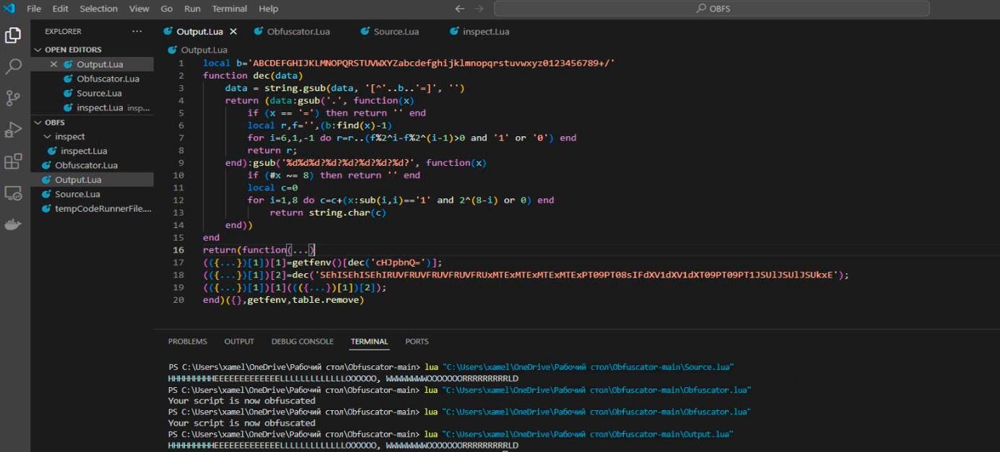 File Edit Selection View Go Run Terminal Help ← → OBFS
EXPLORER ...
Output.Lua × Obfuscator.Lua Source.Lua inspect.Lua
OPEN EDITORS
× Output.Lua
Obfuscator.Lua
Source.Lua
inspect.Lua insp...
OBFS
inspect
inspect.Lua
Obfuscator.Lua
Output.Lua
Source.Lua
tempCodeRunnerFile....
Output.Lua
1 local b='ABCDEFGHIJKLMNOPQRSTUVWXYZabcdefghijklmnopqrstuvwxyz0123456789+/'
2 function dec(data)
3 data = string.gsub(data, '[^'..b..'=]', '')
4 return (data:gsub('.', function(x)
5 if (x == '=') then return '' end
6 local r,f='',(b:find(x)-1)
7 for i=6,1,-1 do r=r..(f%2^i-f%2^(i-1)>0 and '1' or '0') end
8 return r;
9 end):gsub('%d%d%d?%d?%d?%d?%d?%d?', function(x)
10 if (#x ~= 8) then return '' end
11 local c=0
12 for i=1,8 do c=c+(x:sub(i,i)=='1' and 2^(8-i) or 0) end
13 return string.char(c)
14 end))
15 end
16 return(function(...)
17 (({...})[1])[1]=getfenv()[dec('cHJpbnQ=')];
18 (({...})[1])[2]=dec('SEhISEhISEhIRUVFRUVFRUVFRUVFRUxMTExMTExMTExMTExPT09PT08sIFdXV1dXV1dXT09PT09PT1JSUlJSUlJSUkxE');
19 (({...})[1])[1]((({...})[1])[2]);
20 end)({},getfenv,table.remove)
PROBLEMS OUTPUT DEBUG CONSOLE TERMINAL PORTS
PS C:\Users\xamel\OneDrive\Рабочий стол\Obfuscator-main> lua "C:\Users\xamel\OneDrive\Рабочий стол\Obfuscator-main\Source.lua"
HHHHHHHHHEEEEEEEEEEEEELLLLLLLLLLLLLOOOOOO, WWWWWWWWOOOOOOORRRRRRRRRLD
PS C:\Users\xamel\OneDrive\Рабочий стол\Obfuscator-main> lua "C:\Users\xamel\OneDrive\Рабочий стол\Obfuscator-main\Obfuscator.lua"
Your script is now obfuscated
PS C:\Users\xamel\OneDrive\Рабочий стол\Obfuscator-main> lua "C:\Users\xamel\OneDrive\Рабочий стол\Obfuscator-main\Obfuscator.lua"
Your script is now obfuscated
PS C:\Users\xamel\OneDrive\Рабочий стол\Obfuscator-main> lua "C:\Users\xamel\OneDrive\Рабочий стол\Obfuscator-main\Output.lua"
HHHHHHHHHEEEEEEEEEEEEELLLLLLLLLLLLLOOOOOO, WWWWWWWWOOOOOOORRRRRRRRRLD